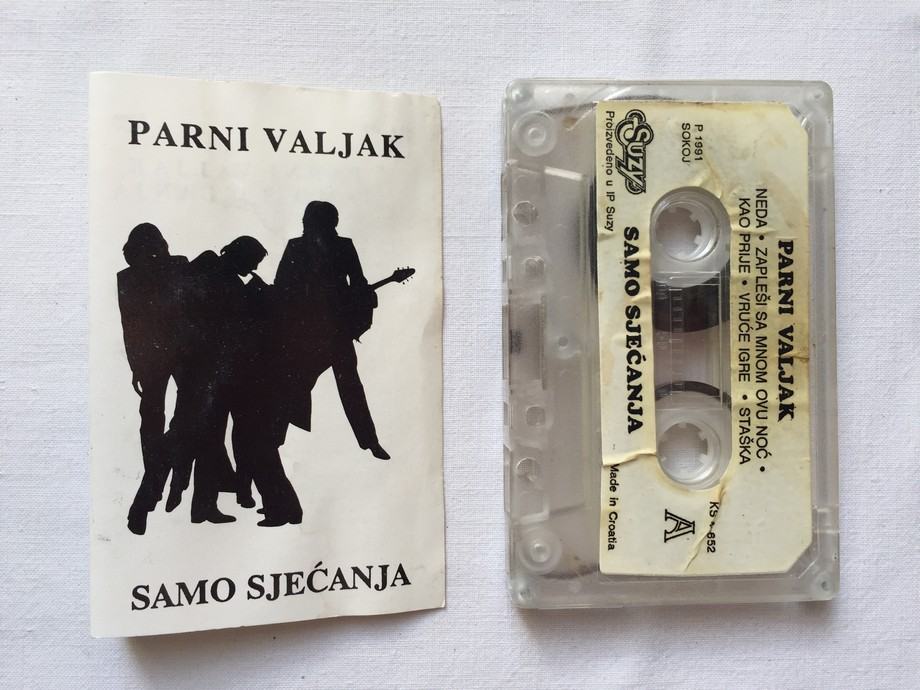 PARNI VALJAK
SAMO SJEĆANJA
PARNI VALJAK
NEDA • ZAPLEŠI SA MNOM OVU NOĆ •
KAO PRIJE • VRUĆE IGRE • STAŠKA
P 1991
SOKOJ
A
SAMO SJEĆANJA
Suzy
Proizvedeno u IP Suzy
Made in Croatia